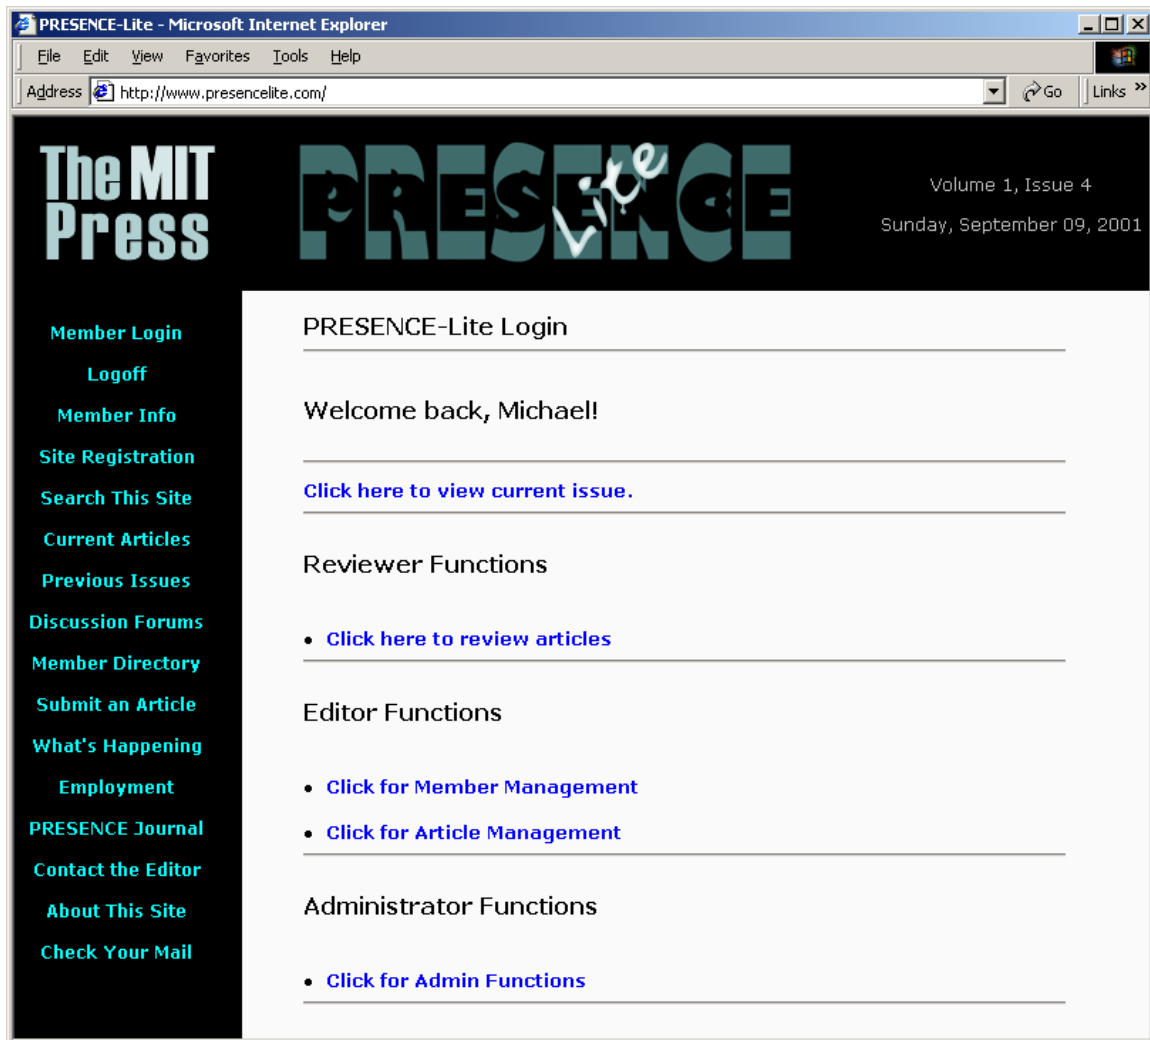 PRESENCE-Lite - Microsoft Internet Explorer
File Edit View Favorites Tools Help
Address http://www.presencelite.com/ Go Links »
The MIT
Press
PRESENCE
Lite
Volume 1, Issue 4
Sunday, September 09, 2001
Member Login
Logoff
Member Info
Site Registration
Search This Site
Current Articles
Previous Issues
Discussion Forums
Member Directory
Submit an Article
What's Happening
Employment
PRESENCE Journal
Contact the Editor
About This Site
Check Your Mail
PRESENCE-Lite Login
Welcome back, Michael!
Click here to view current issue.
Reviewer Functions
• Click here to review articles
Editor Functions
• Click for Member Management
• Click for Article Management
Administrator Functions
• Click for Admin Functions